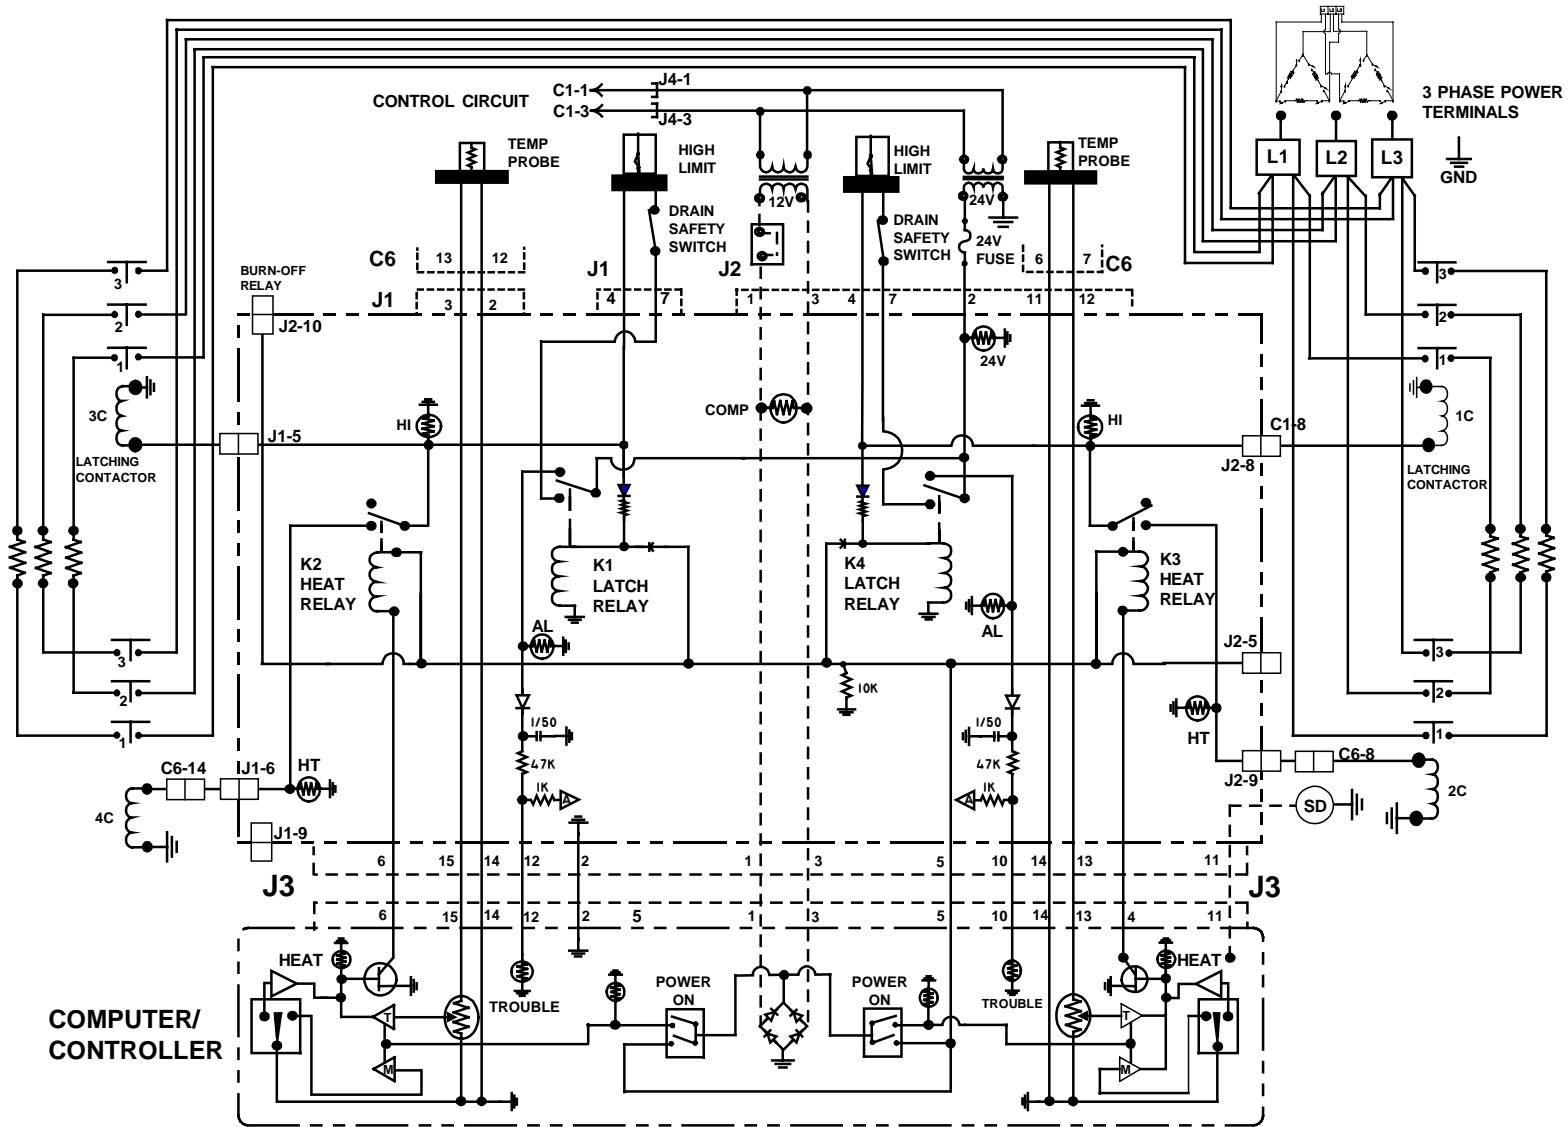 L1 L2 L3
C1-1 J4-1
CONTROL CIRCUIT
C1-3 J4-3
3 PHASE POWER
TERMINALS
TEMP
PROBE
HIGH
LIMIT
HIGH
LIMIT
TEMP
PROBE
L1 L2 L3
GND
12V 24V
DRAIN
SAFETY
SWITCH
DRAIN
SAFETY
SWITCH
24V
FUSE
C6 13 12
J1
J2
6 7 C6
BURN-OFF
RELAY
J1 3 2 4 7 1 3 4 7 2 11 12
J2-10
3
2
1
3
2
1
24V
3C
COMP
1C
HI
HI
J1-5
C1-8
J2-8
LATCHING
CONTACTOR
LATCHING
CONTACTOR
K2
HEAT
RELAY
K1
LATCH
RELAY
K4
LATCH
RELAY
K3
HEAT
RELAY
AL
AL
J2-5
3
2
1
3
2
1
10K
1/50
1/50
47K
47K
1K
1K
A
A
HT
HT
C6-14 J1-6
J2-9 C6-8
4C
2C
SD
J1-9
6 15 14 12 2 1 3 5 10 14 13 11
J3
J3
6 15 14 12 2 5 1 3 5 10 14 13 4 11
HEAT
HEAT
TROUBLE
POWER
ON
POWER
ON
TROUBLE
T
T
M
M
COMPUTER/
CONTROLLER